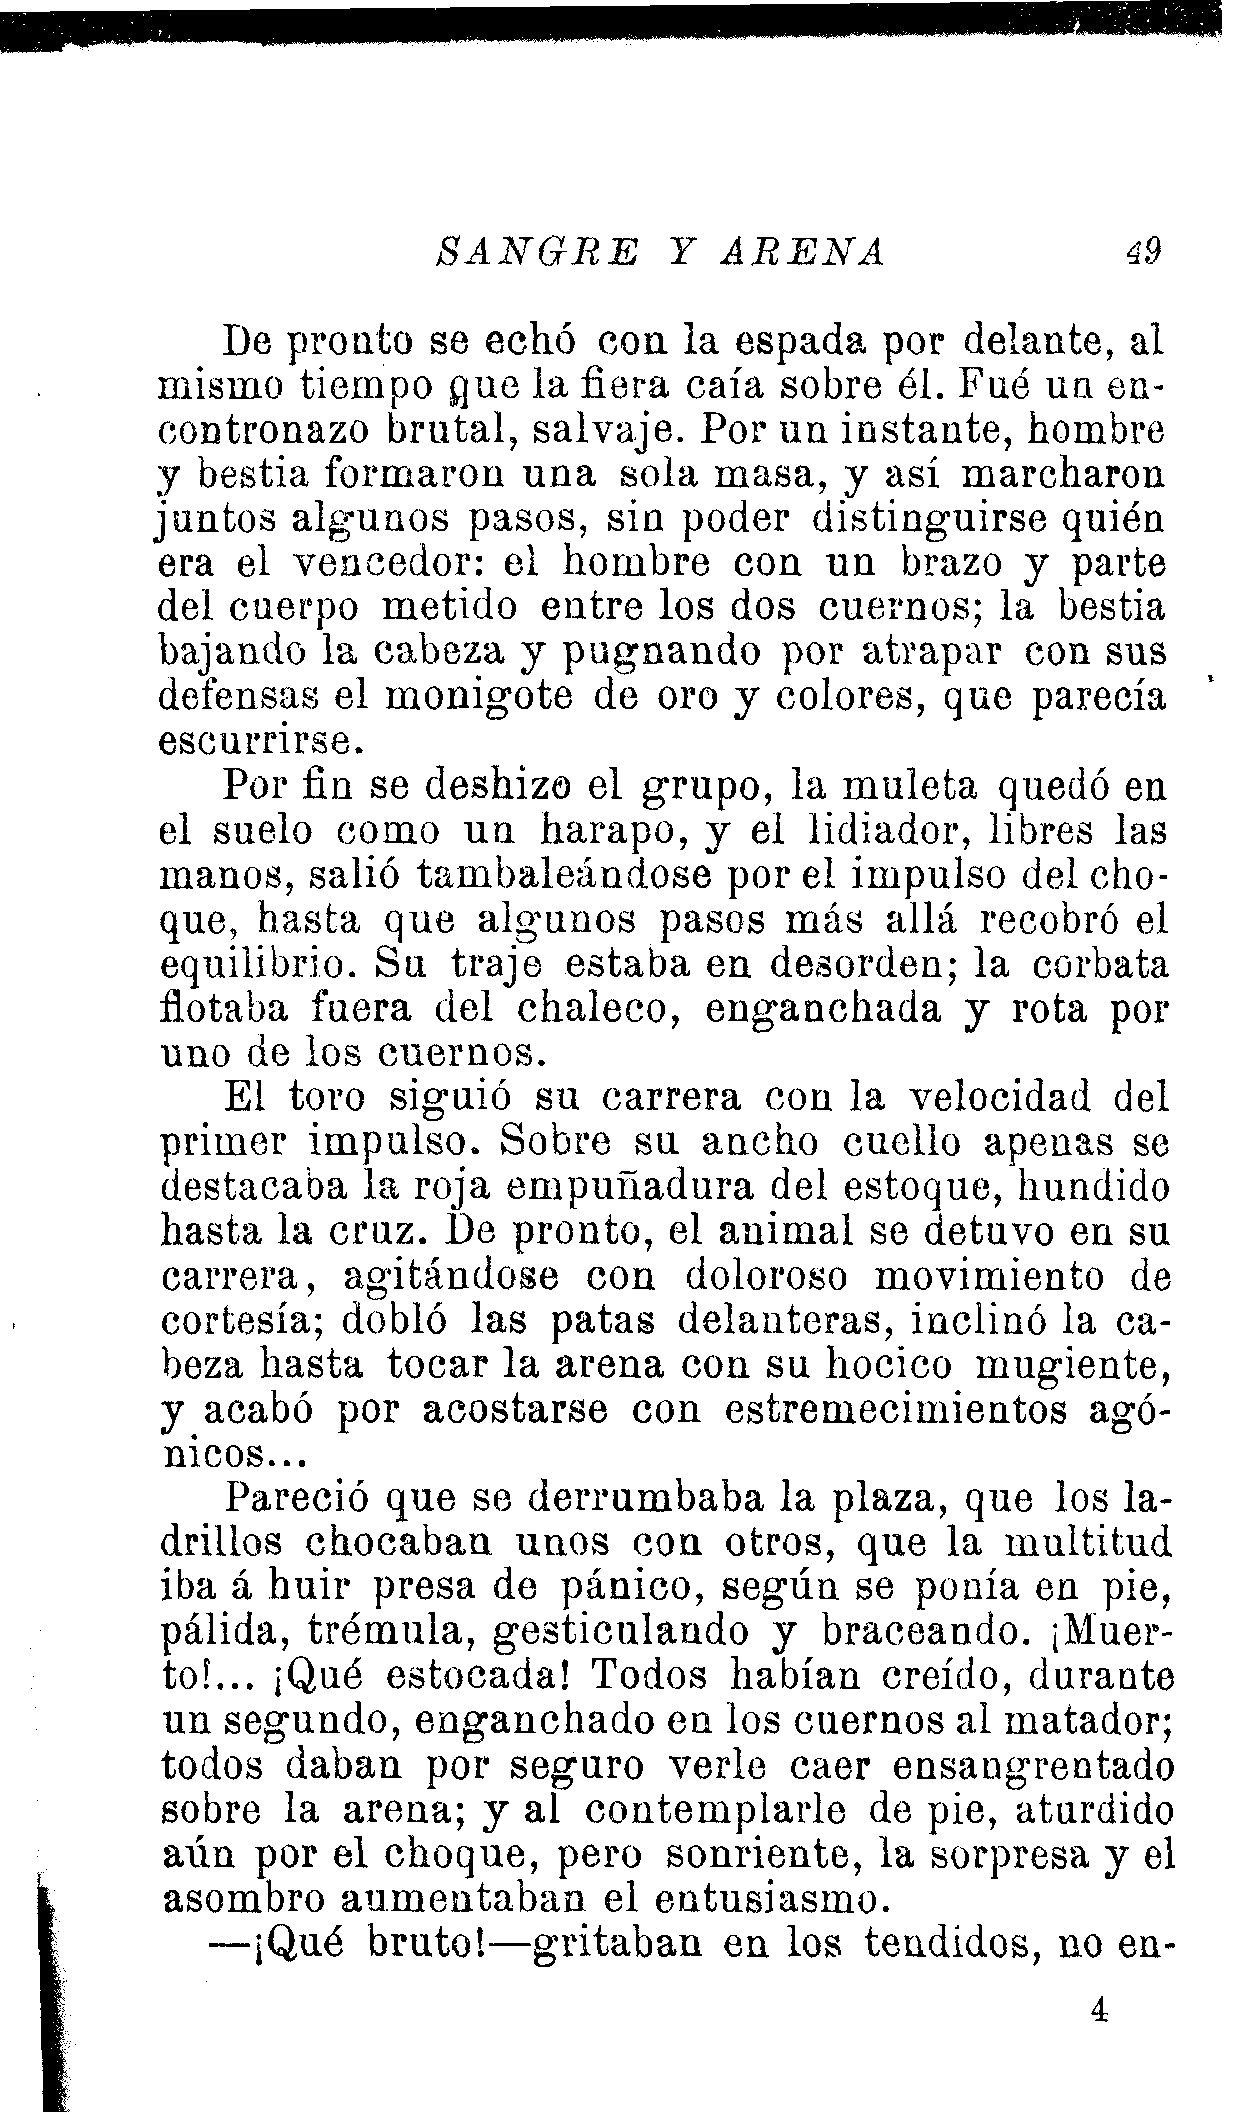 SANGRE Y ARENA 49
De pronto se echó con la espada por delante, al
mismo tiempo que la fiera caía sobre él. Fué un en-
contronazo brutal, salvaje. Por un instante, hombre
y bestia formaron una sola masa, y así marcharon
juntos algunos pasos, sin poder distinguirse quién
era el vencedor: el hombre con un brazo y parte
del cuerpo metido entre los dos cuernos; la bestia
bajando la cabeza y pugnando por atrapar con sus
defensas el monigote de oro y colores, que parecía
escurrirse.
Por fin se deshizo el grupo, la muleta quedó en
el suelo como un harapo, y el lidiador, libres las
manos, salió tambaleándose por el impulso del cho-
que, hasta que algunos pasos más allá recobró el
equilibrio. Su traje estaba en desorden; la corbata
flotaba fuera del chaleco, enganchada y rota por
uno de los cuernos.
El toro siguió su carrera con la velocidad del
primer impulso. Sobre su ancho cuello apenas se
destacaba la roja empuñadura del estoque, hundido
hasta la cruz. De pronto, el animal se detuvo en su
carrera, agitándose con doloroso movimiento de
cortesía; dobló las patas delanteras, inclinó la ca-
beza hasta tocar la arena con su hocico mugiente,
y acabó por acostarse con estremecimientos agó-
nicos...
Pareció que se derrumbaba la plaza, que los la-
drillos chocaban unos con otros, que la multitud
iba á huir presa de pánico, según se ponía en pie,
pálida, trémula, gesticulando y braceando. ¡Muer-
to!... ¡Qué estocada! Todos habían creído, durante
un segundo, enganchado en los cuernos al matador;
todos daban por seguro verle caer ensangrentado
sobre la arena; y al contemplarle de pie, aturdido
aún por el choque, pero sonriente, la sorpresa y el
asombro aumentaban el entusiasmo.
—¡Qué bruto!—gritaban en los tendidos, no en-
4